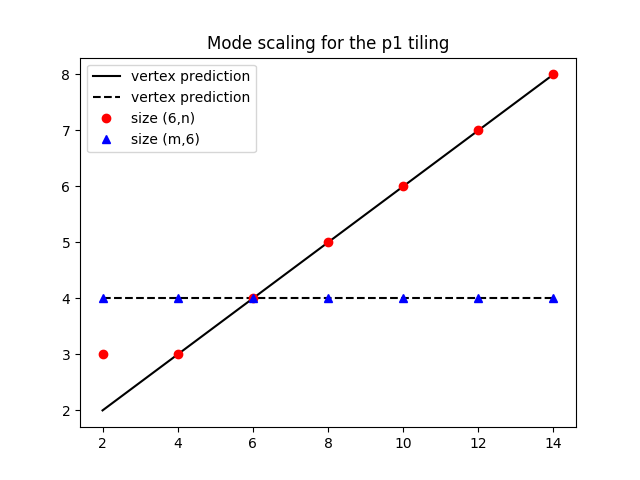 Mode scaling for the p1 tiling
vertex prediction
vertex prediction
size (6,n)
size (m,6)
8
7
6
5
4
3
2
2 4 6 8 10 12 14